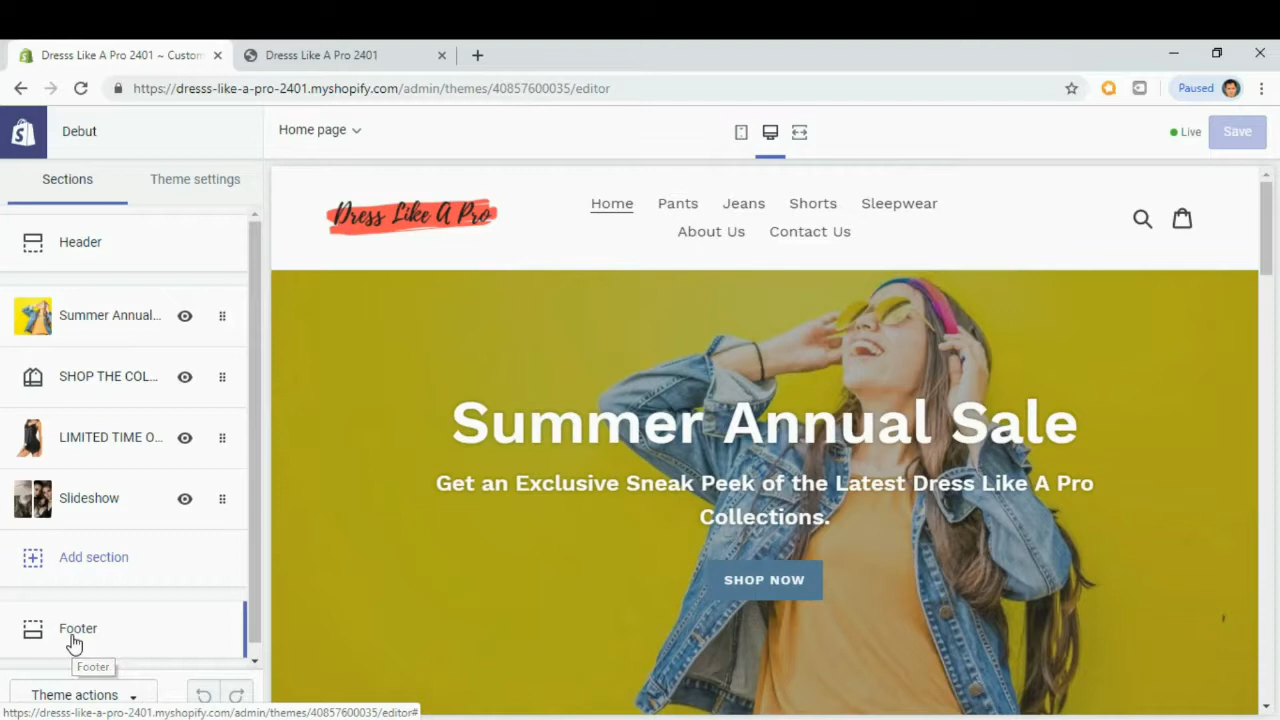 Dresss Like A Pro 2401 ~ Custom
Dresss Like A Pro 2401
https://dresss-like-a-pro-2401.myshopify.com/admin/themes/40857600035/editor
Paused
Debut
Home page
Live
Save
Sections
Theme settings
Header
Summer Annual...
SHOP THE COL...
LIMITED TIME O...
Slideshow
Add section
Footer
Footer
Theme actions
https://dresss-like-a-pro-2401.myshopify.com/admin/themes/40857600035/editor#
Dress Like A Pro
Home Pants Jeans Shorts Sleepwear
About Us Contact Us
Summer Annual Sale
Get an Exclusive Sneak Peek of the Latest Dress Like A Pro
Collections.
SHOP NOW